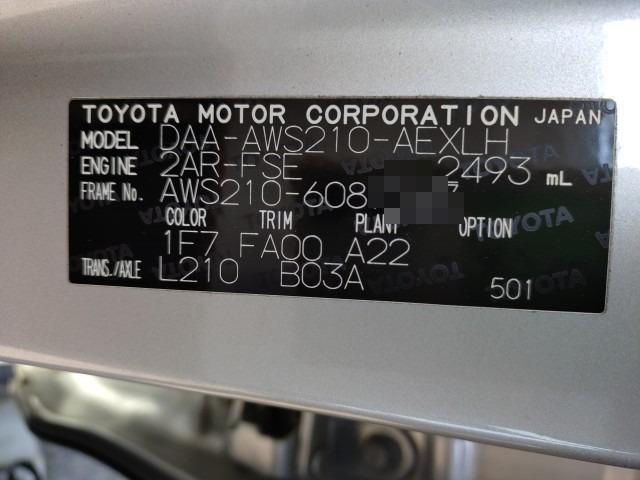 TOYOTA MOTOR CORPORATION JAPAN
MODEL DAA-AWS210-AEXLH
ENGINE 2AR-FSE 2493 mL
FRAME No. AWS210-608
COLOR TRIM PLANT OPTION
1F7 FA00 A22
TRANS./AXLE L210 B03A
501